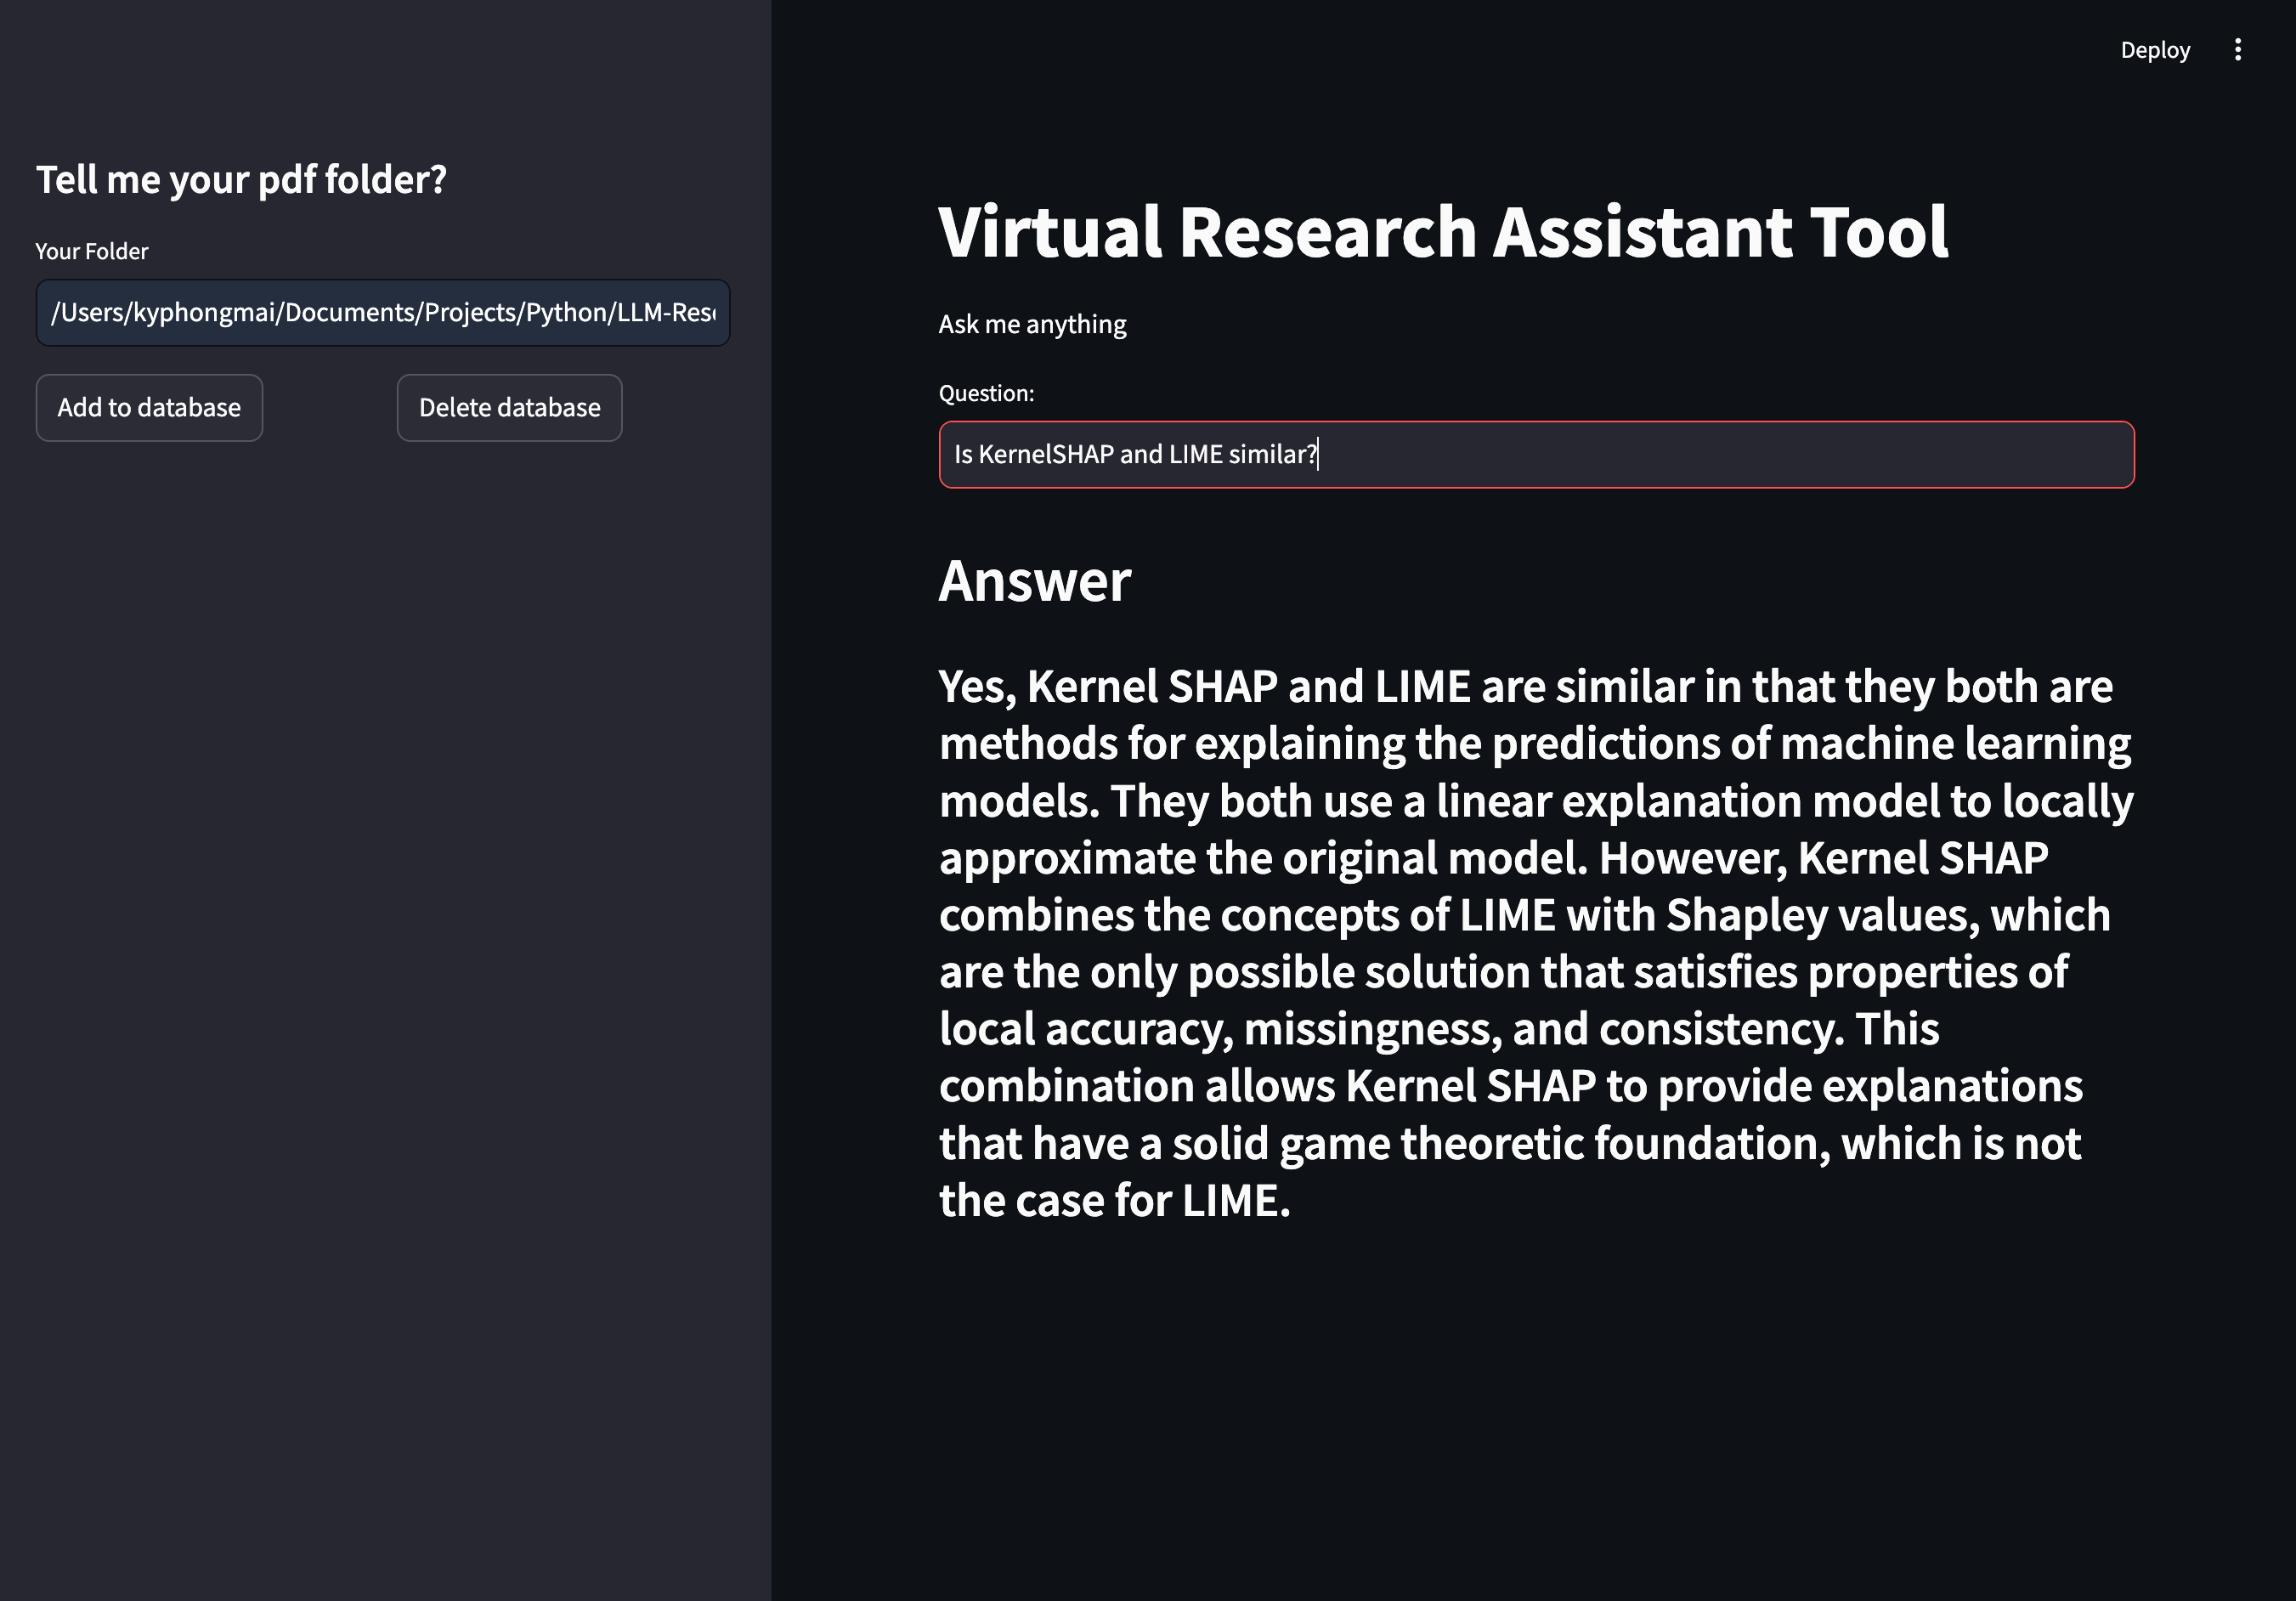 Deploy
Tell me your pdf folder?
Your Folder
/Users/kyphongmai/Documents/Projects/Python/LLM-Rese
Add to database
Delete database
Virtual Research Assistant Tool
Ask me anything
Question:
Is KernelSHAP and LIME similar?
Answer
Yes, Kernel SHAP and LIME are similar in that they both are
methods for explaining the predictions of machine learning
models. They both use a linear explanation model to locally
approximate the original model. However, Kernel SHAP
combines the concepts of LIME with Shapley values, which
are the only possible solution that satisfies properties of
local accuracy, missingness, and consistency. This
combination allows Kernel SHAP to provide explanations
that have a solid game theoretic foundation, which is not
the case for LIME.